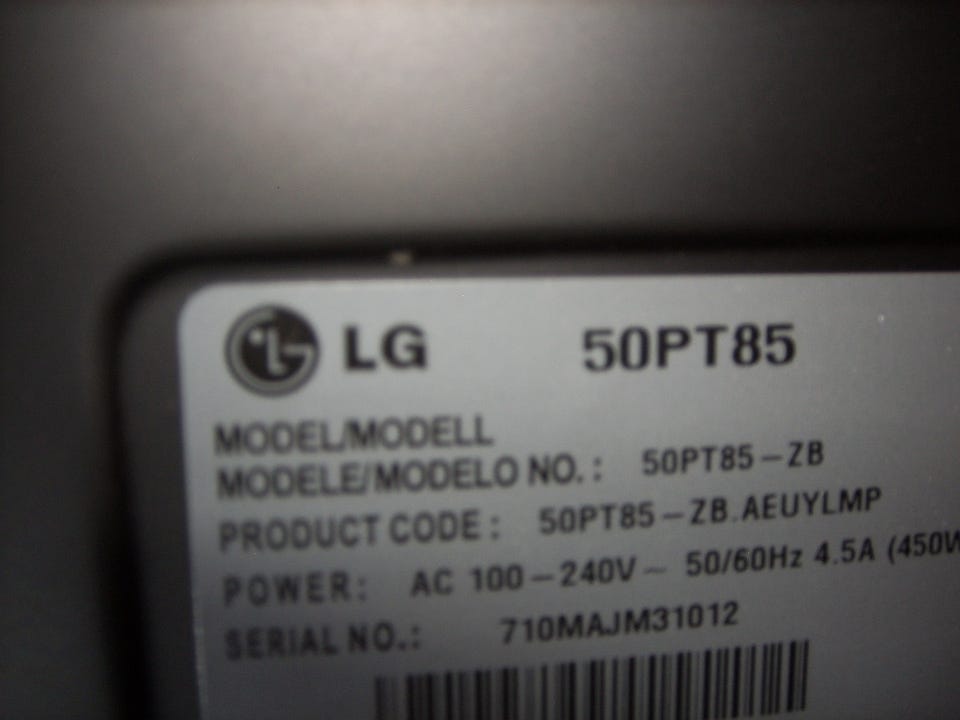 LG 50PT85
MODEL/MODELL
MODELE/MODELO NO.: 50PT85-ZB
PRODUCT CODE: 50PT85-ZB.AEUYLMP
POWER: AC 100-240V~ 50/60Hz 4.5A (450W
SERIAL NO.: 710MAJM31012